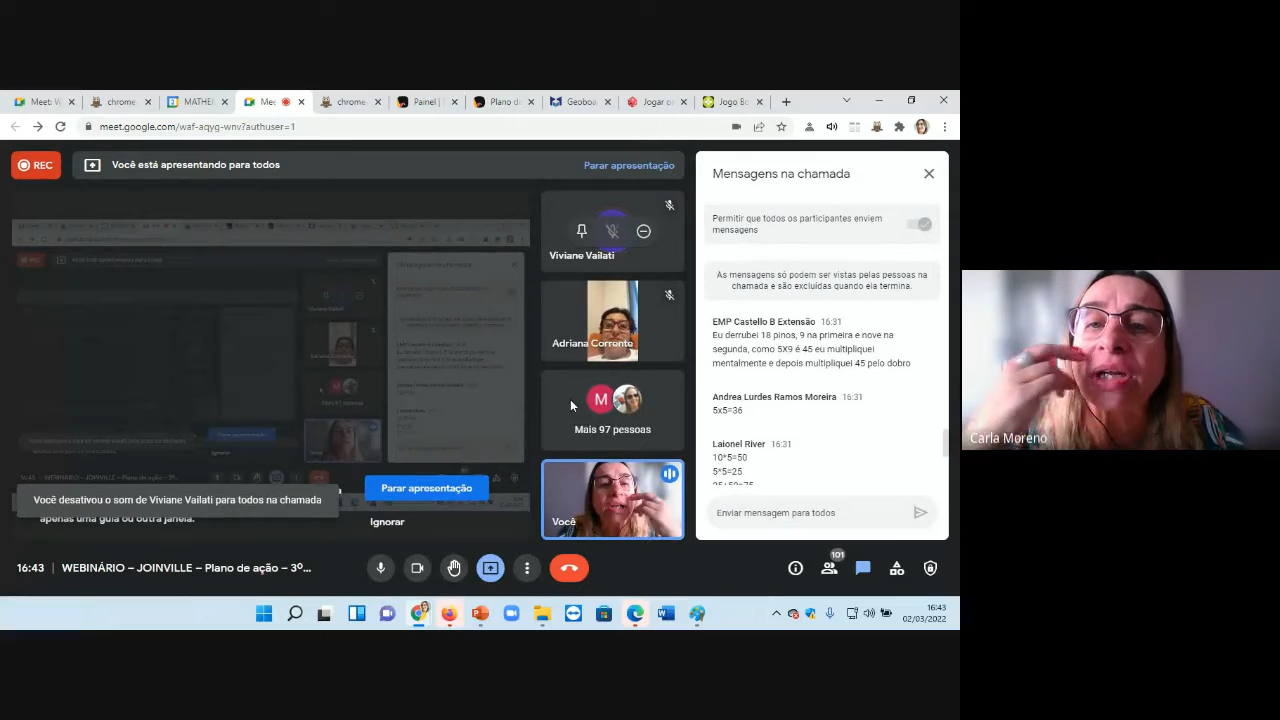 Meet: W
chrome-
MATHEM
Mee
chrome-
Painel |
Plano de
Geoboa
Jogar o
Jogo Bo
meet.google.com/waf-aqyg-wnv?authuser=1
REC
Você está apresentando para todos
Parar apresentação
Mensagens na chamada
Permitir que todos os participantes enviem
mensagens
As mensagens só podem ser vistas pelas pessoas na
chamada e são excluídas quando ela termina.
EMP Castello B Extensão 16:31
Eu derrubei 18 pinos, 9 na primeira e nove na
segunda, como 5X9 é 45 eu multipliquei
mentalmente e depois multipliquei 45 pelo dobro
Andrea Lurdes Ramos Moreira 16:31
5x5=36
Laionel River 16:31
10*5=50
5*5=25
25+50=75
Enviar mensagem para todos
Viviane Vailati
Adriana Corrente
M
Mais 97 pessoas
Você
Você desativou o som de Viviane Vailati para todos na chamada
apenas uma guia ou outra janela.
Parar apresentação
Ignorar
16:43 WEBINÁRIO – JOINVILLE – Plano de ação – 3º...
101
16:43
02/03/2022
Carla Moreno